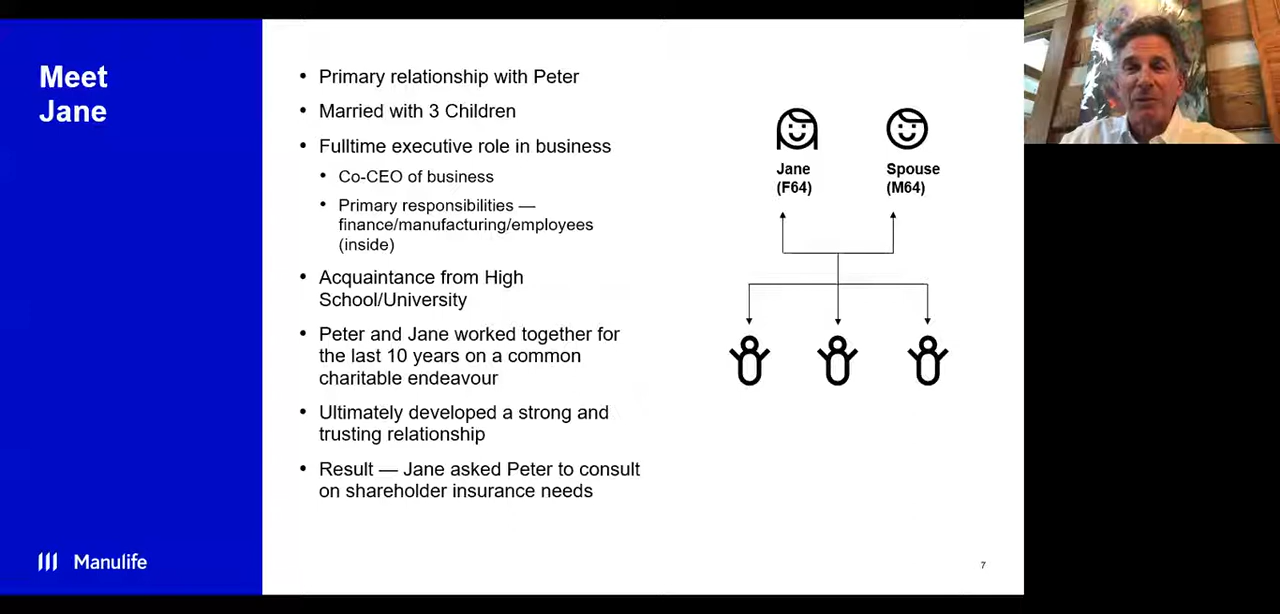 Meet
Jane
• Primary relationship with Peter
• Married with 3 Children
• Fulltime executive role in business
• Co-CEO of business
• Primary responsibilities —
finance/manufacturing/employees
(inside)
• Acquaintance from High
School/University
• Peter and Jane worked together for
the last 10 years on a common
charitable endeavour
• Ultimately developed a strong and
trusting relationship
• Result — Jane asked Peter to consult
on shareholder insurance needs
Jane
(F64)
Spouse
(M64)
Manulife
7